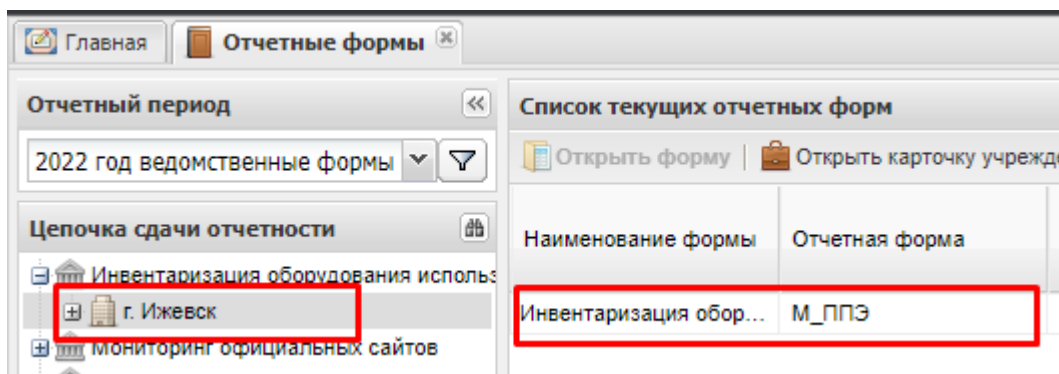 Главная
Отчетные формы
Отчетный период
2022 год ведомственные формы
Цепочка сдачи отчетности
Инвентаризация оборудования использ
г. Ижевск
Мониторинг официальных сайтов
Список текущих отчетных форм
Открыть форму | Открыть карточку учрежд
Наименование формы Отчетная форма
Инвентаризация обор... М_ППЭ